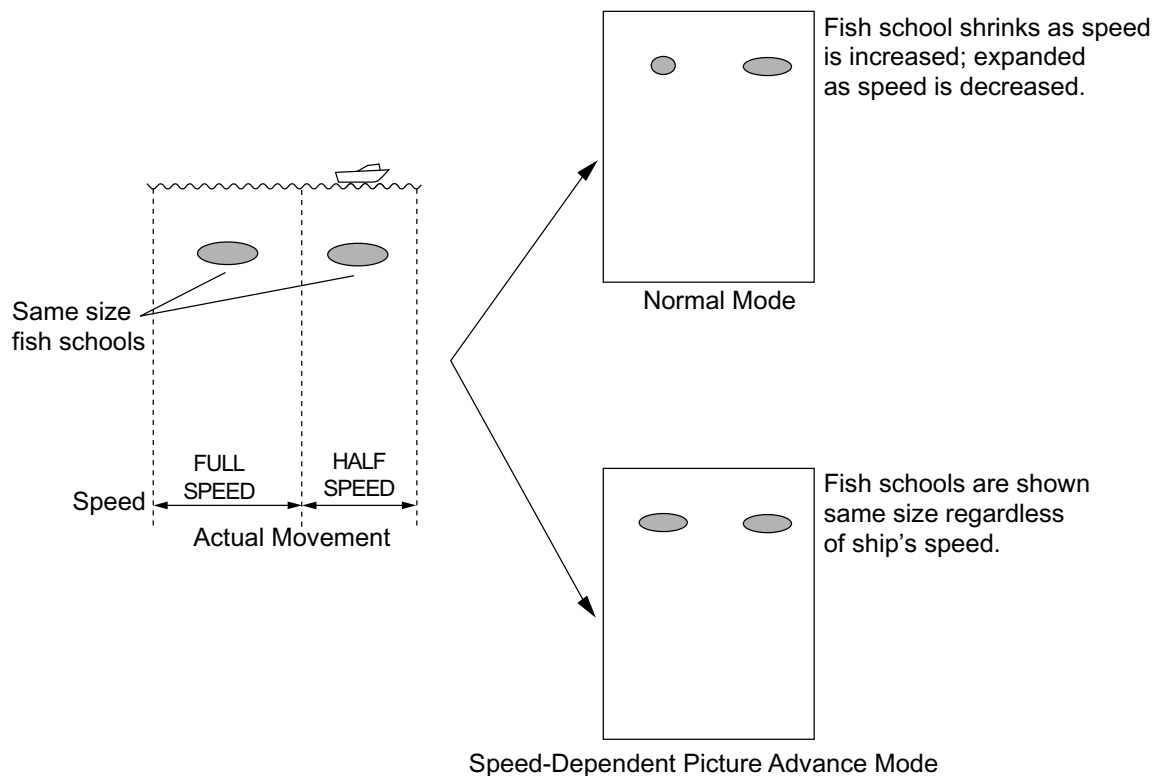 Fish school shrinks as speed
is increased; expanded
as speed is decreased.
Normal Mode
Same size
fish schools
FULL
SPEED
HALF
SPEED
Speed
Actual Movement
Fish schools are shown
same size regardless
of ship’s speed.
Speed-Dependent Picture Advance Mode